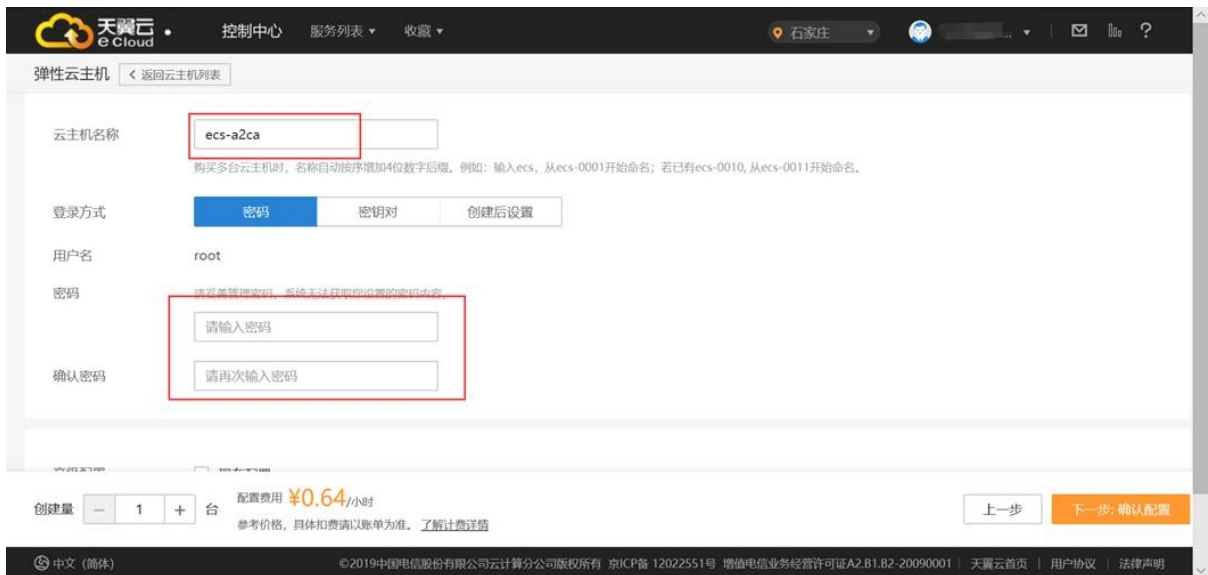 天翼云
e Cloud
控制中心 服务列表 收藏 石家庄 ... ?
弹性云主机 < 返回云主机列表
云主机名称 ecs-a2ca
购买多台云主机时，名称自动按序增加4位数字后缀。例如：输入ecs，从ecs-0001开始命名；若已有ecs-0010, 从ecs-0011开始命名。
登录方式 密码 密钥对 创建后设置
用户名 root
密码 请妥善管理密码，系统无法获取您设置的密码内容。
请输入密码
确认密码 请再次输入密码
高级配置 现在配置
创建量 − 1 + 台 配置费用 ¥0.64/小时 上一步 下一步: 确认配置
参考价格，具体扣费请以账单为准。 了解计费详情
中文 (简体) ©2019中国电信股份有限公司云计算分公司版权所有 京ICP备 12022551号 增值电信业务经营许可证A2.B1.B2-20090001 | 天翼云首页 | 用户协议 | 法律声明